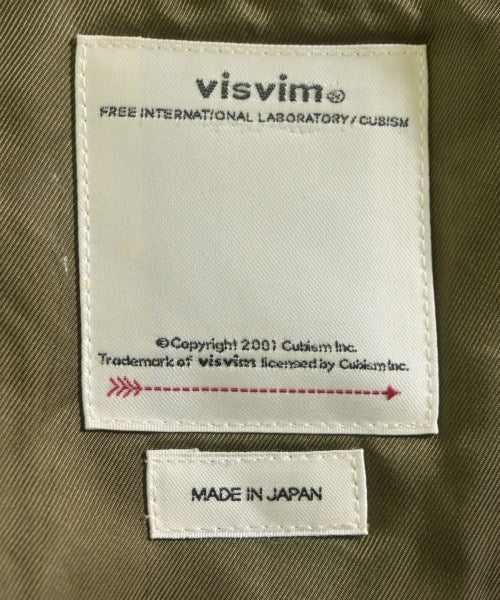 visvim®
FREE INTERNATIONAL LABORATORY/CUBISM
©Copyright 2001 Cubism Inc.
Trademark of visvim licensed by Cubism Inc.
MADE IN JAPAN